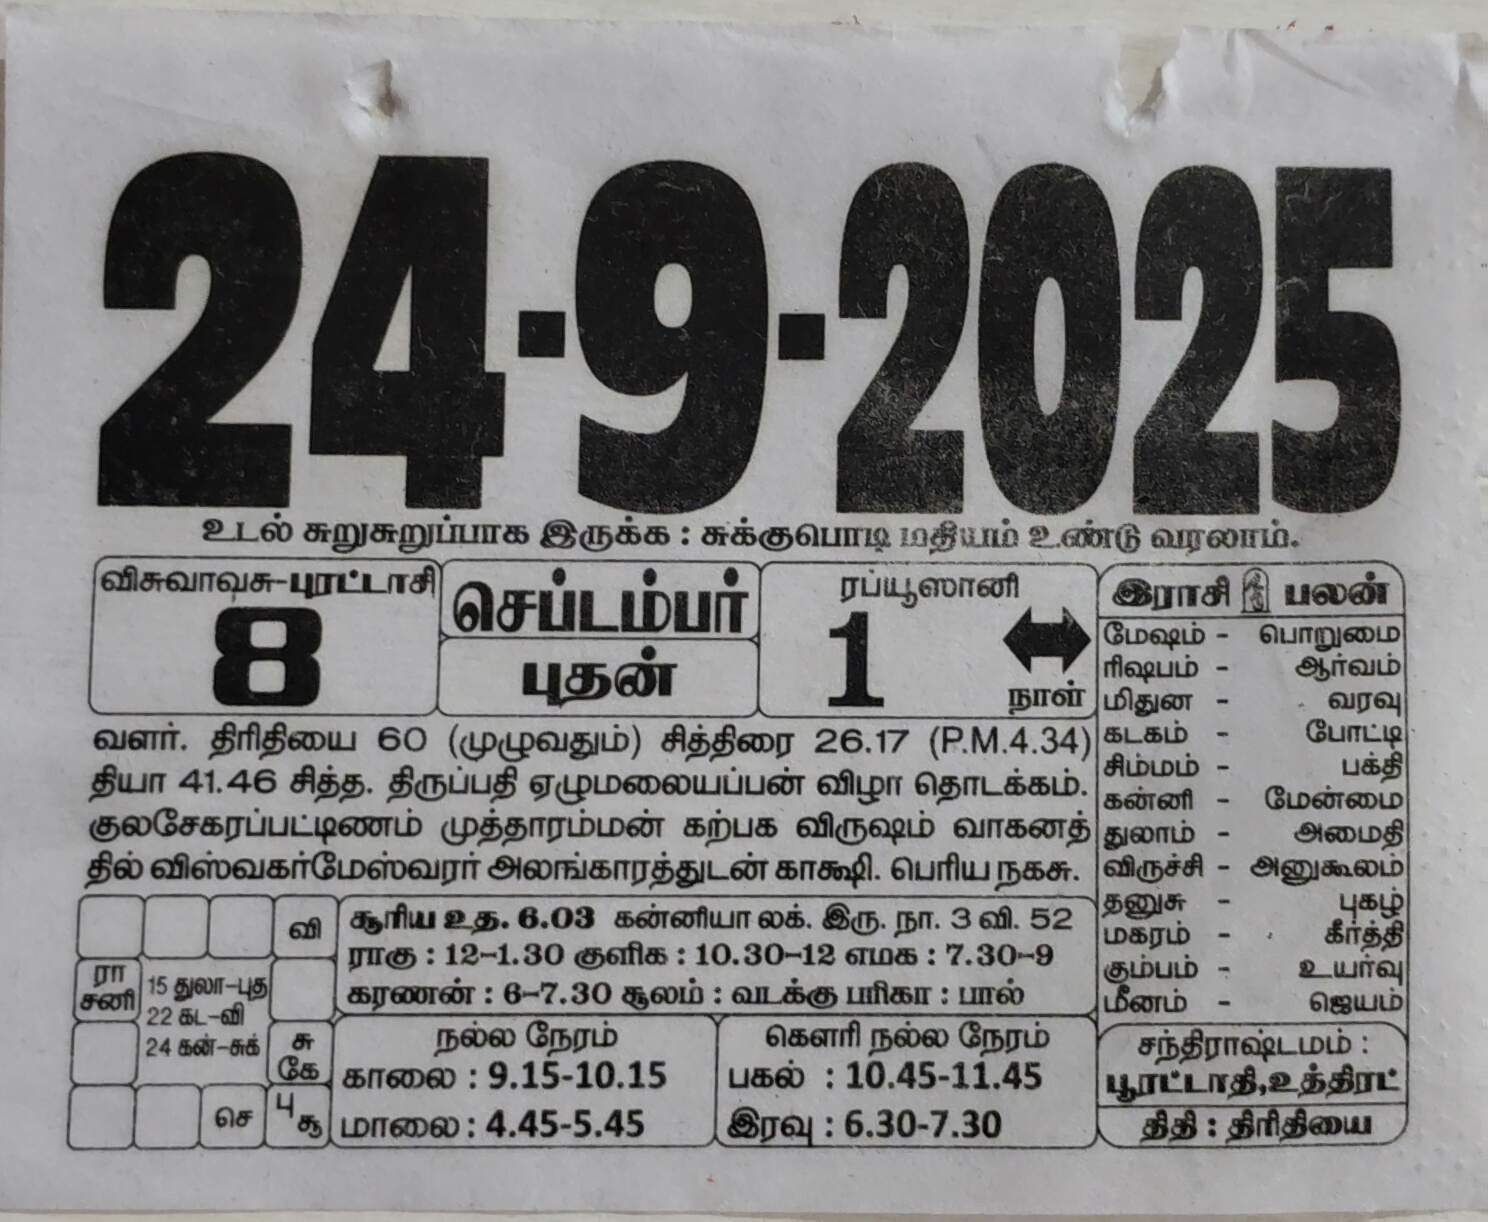 24-9-2025
உடல் சுறுசுறுப்பாக இருக்க : சுக்குபொடி மதியம் உண்டு வரலாம்.
விசுவாவசு-புரட்டாசி
8
செப்டம்பர்
புதன்
ரப்யூஸானி
1
நாள்
வளர். திரிதியை 60 (முழுவதும்) சித்திரை 26.17 (P.M.4.34)
தியா 41.46 சித்த. திருப்பதி ஏழுமலையப்பன் விழா தொடக்கம்.
குலசேகரப்பட்டிணம் முத்தாரம்மன் கற்பக விருஷம் வாகனத்
தில் விஸ்வகர்மேஸ்வரர் அலங்காரத்துடன் காக்ஷி. பெரிய நகசு.
வி
ரா
சனி
15 துலா-புத
22 கட-வி
24 கன்-சுக்
சு
கே
செ
பு
சூ
சூரிய உத. 6.03 கன்னியா லக். இரு. நா. 3 வி. 52
ராகு : 12-1.30 குளிக : 10.30-12 எமக : 7.30-9
கரணன் : 6-7.30 சூலம் : வடக்கு பரிகா : பால்
நல்ல நேரம்
காலை : 9.15-10.15
மாலை : 4.45-5.45
கௌரி நல்ல நேரம்
பகல் : 10.45-11.45
இரவு : 6.30-7.30
இராசி பலன்
மேஷம் - பொறுமை
ரிஷபம் - ஆர்வம்
மிதுன - வரவு
கடகம் - போட்டி
சிம்மம் - பக்தி
கன்னி - மேன்மை
துலாம் - அமைதி
விருச்சி - அனுகூலம்
தனுசு - புகழ்
மகரம் - கீர்த்தி
கும்பம் - உயர்வு
மீனம் - ஜெயம்
சந்திராஷ்டமம் :
பூரட்டாதி,உத்திரட்
திதி : திரிதியை